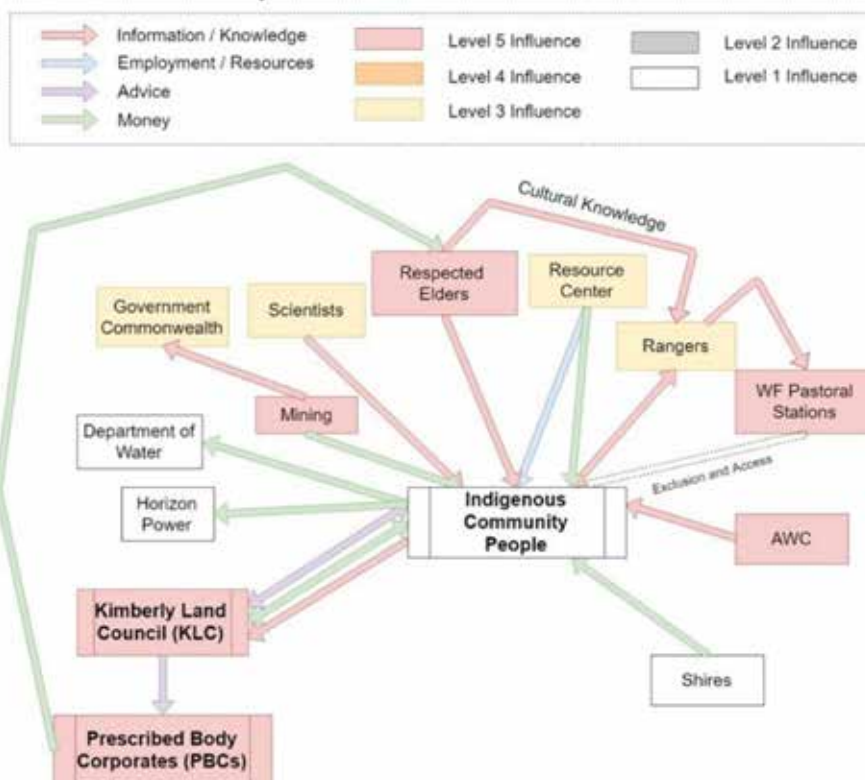 Information / Knowledge
Employment / Resources
Advice
Money
Level 5 Influence
Level 4 Influence
Level 3 Influence
Level 2 Influence
Level 1 Influence
Cultural Knowledge
Respected
Elders
Resource
Center
Government
Commonwealth
Scientists
Rangers
WF Pastoral
Stations
Mining
Department of
Water
Exclusion and Access
Horizon
Power
Indigenous
Community
People
AWC
Kimberly Land
Council (KLC)
Shires
Prescribed Body
Corporates (PBCs)